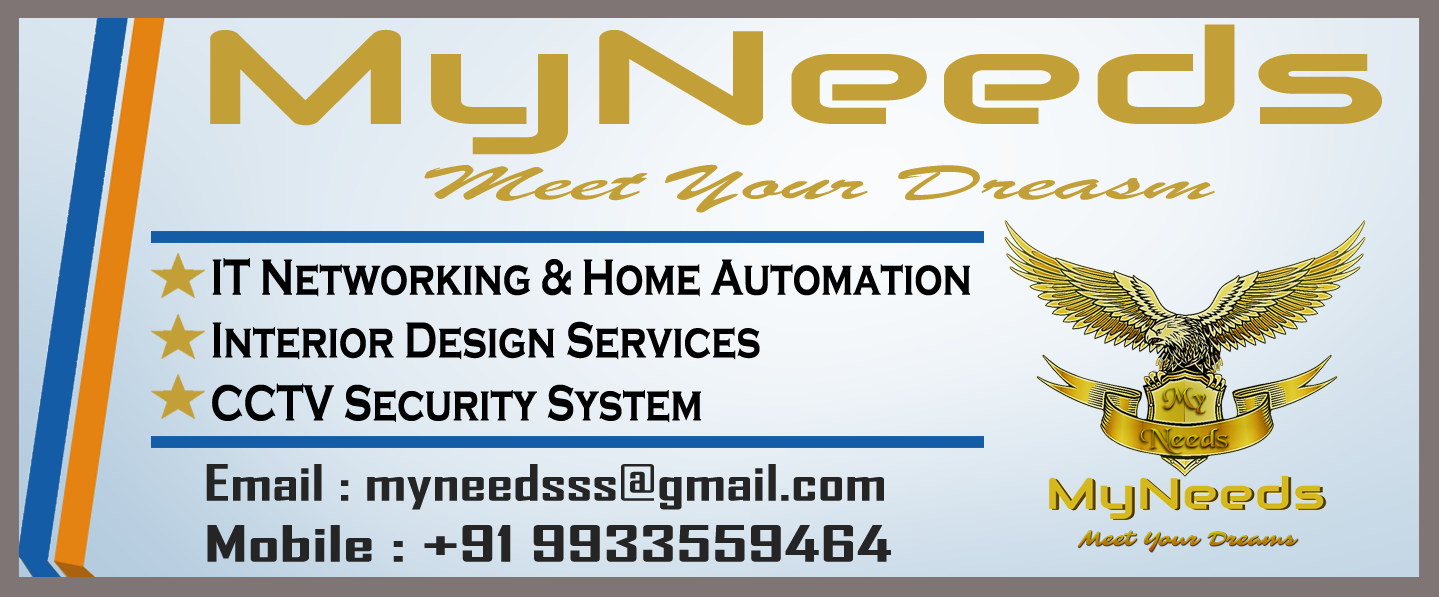 MyNeeds
Meet Your Dreasm
IT Networking & Home Automation
Interior Design Services
CCTV Security System
Email : myneedsss@gmail.com
Mobile : +91 9933559464
My
Needs
MyNeeds
Meet Your Dreams